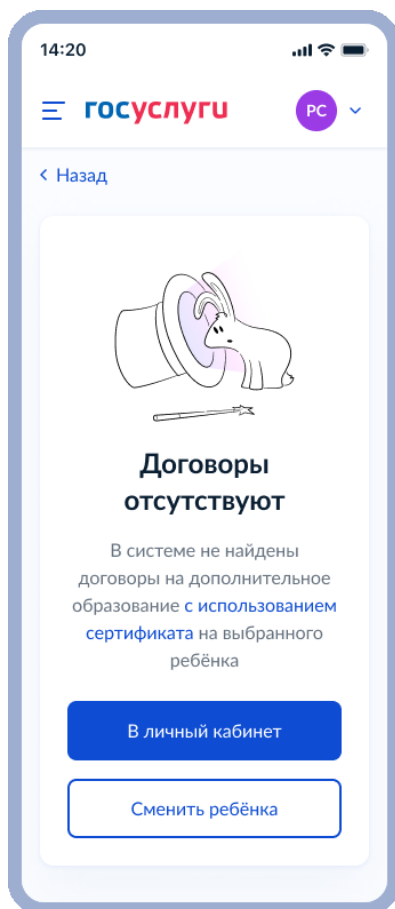 14:20
госуслуги
РС
Назад
Договоры
отсутствуют
В системе не найдены
договоры на дополнительное
образование с использованием
сертификата на выбранного
ребёнка
В личный кабинет
Сменить ребёнка